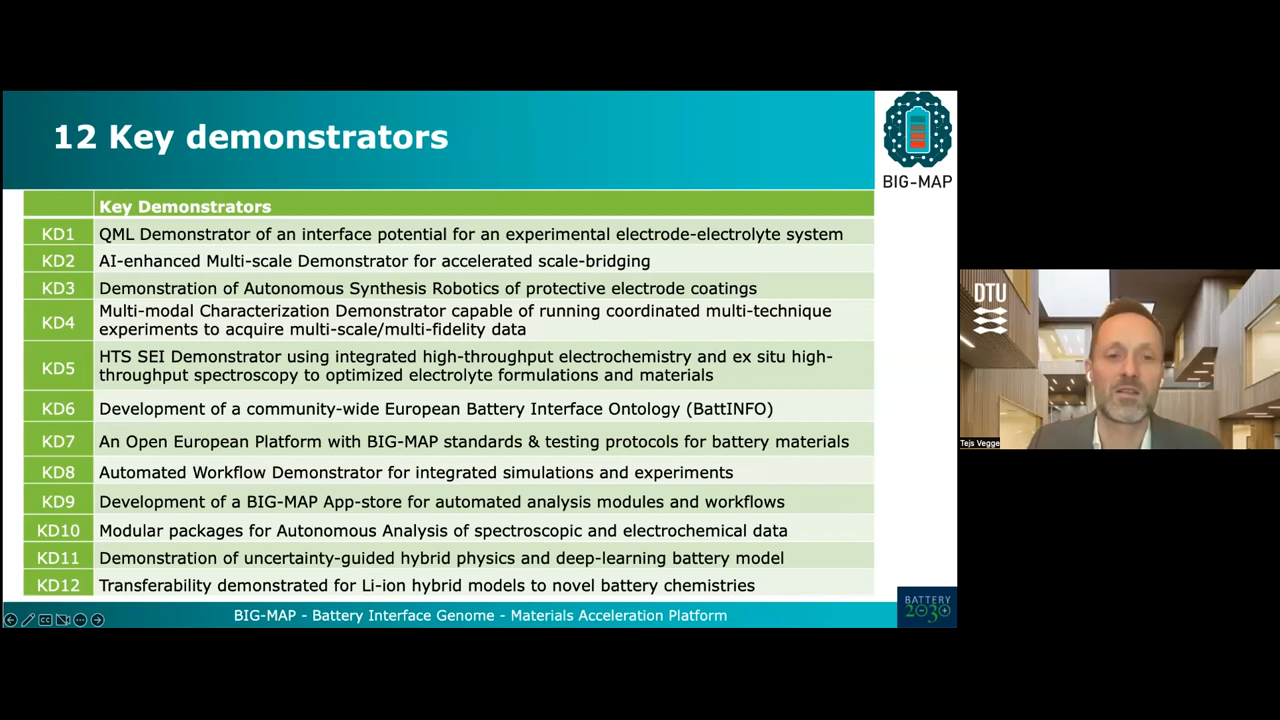 12 Key demonstrators
BIG-MAP
Key Demonstrators
KD1 QML Demonstrator of an interface potential for an experimental electrode-electrolyte system
KD2 AI-enhanced Multi-scale Demonstrator for accelerated scale-bridging
KD3 Demonstration of Autonomous Synthesis Robotics of protective electrode coatings
KD4 Multi-modal Characterization Demonstrator capable of running coordinated multi-technique
experiments to acquire multi-scale/multi-fidelity data
KD5 HTS SEI Demonstrator using integrated high-throughput electrochemistry and ex situ high-
throughput spectroscopy to optimized electrolyte formulations and materials
KD6 Development of a community-wide European Battery Interface Ontology (BattINFO)
KD7 An Open European Platform with BIG-MAP standards & testing protocols for battery materials
KD8 Automated Workflow Demonstrator for integrated simulations and experiments
KD9 Development of a BIG-MAP App-store for automated analysis modules and workflows
KD10 Modular packages for Autonomous Analysis of spectroscopic and electrochemical data
KD11 Demonstration of uncertainty-guided hybrid physics and deep-learning battery model
KD12 Transferability demonstrated for Li-ion hybrid models to novel battery chemistries
BIG-MAP - Battery Interface Genome - Materials Acceleration Platform
BATTERY
2030+
DTU
Tejs Vegge